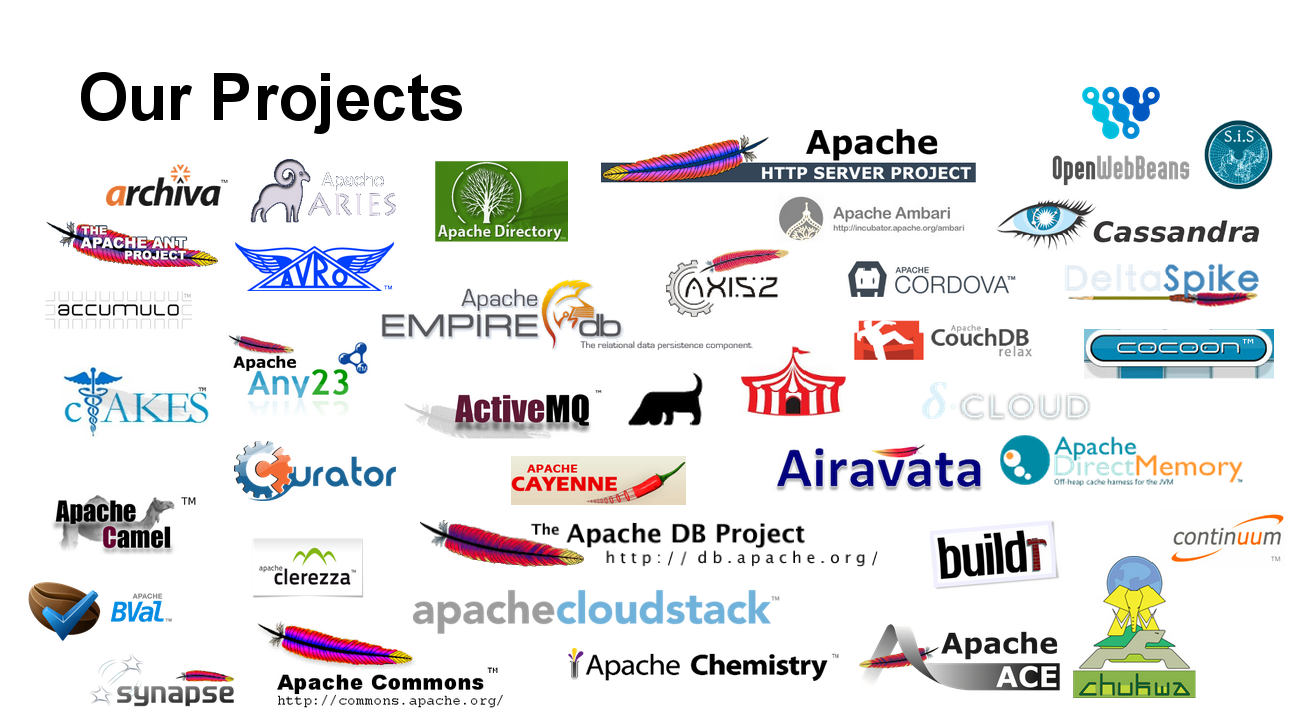 Our Projects
archiva™
Apache
ARIES
Apache Directory
Apache
HTTP SERVER PROJECT
OpenWebBeans
S.i.S
THE
APACHE ANT
PROJECT
AVRO™
Apache Ambari
http://incubator.apache.org/ambari
Cassandra
accumulo™
Apache
EMPIRE db
The relational data persistence component.
AXIS2
APACHE
CORDOVA™
DeltaSpike
Apache
CouchDB
relax
COCOON™
cTAKES™
Apache
Any23
ActiveMQ™
δ-CLOUD
Curator
APACHE
CAYENNE
Airavata
Apache
DirectMemory™
Off-heap cache harness for the JVM
Apache
Camel™
apache
clerezza™
The Apache DB Project
http://db.apache.org/
buildr
continuum™
APACHE
BVal™
apachecloudstack™
synapse
Apache Commons™
http://commons.apache.org/
Apache Chemistry™
Apache
ACE
chukwa